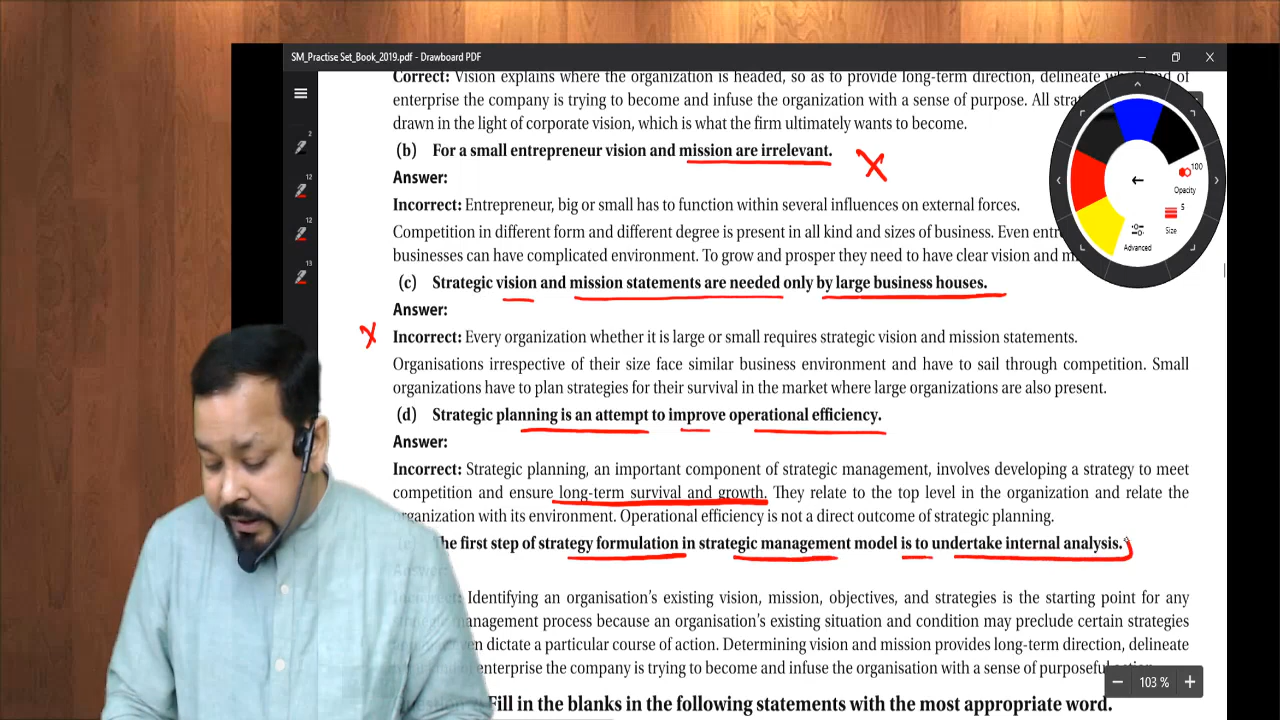 SM_Practise Set_Book_2019.pdf - Drawboard PDF
Correct: Vision explains where the organization is headed, so as to provide long-term direction, delineate of
enterprise the company is trying to become and infuse the organization with a sense of purpose. All
drawn in the light of corporate vision, which is what the firm ultimately wants to become.
(b) For a small entrepreneur vision and mission are irrelevant.
Answer:
Incorrect: Entrepreneur, big or small has to function within several influences on external forces.
Competition in different form and different degree is present in all kind and sizes of business. Even
businesses can have complicated environment. To grow and prosper they need to have clear vision and
(c) Strategic vision and mission statements are needed only by large business houses.
Answer:
Incorrect: Every organization whether it is large or small requires strategic vision and mission statements.
Organisations irrespective of their size face similar business environment and have to sail through competition. Small
organizations have to plan strategies for their survival in the market where large organizations are also present.
(d) Strategic planning is an attempt to improve operational efficiency.
Answer:
Incorrect: Strategic planning, an important component of strategic management, involves developing a strategy to meet
competition and ensure long-term survival and growth. They relate to the top level in the organization and relate the
organization with its environment. Operational efficiency is not a direct outcome of strategic planning.
first step of strategy formulation in strategic management model is to undertake internal analysis.
Identifying an organisation's existing vision, mission, objectives, and strategies is the starting point for any
management process because an organisation's existing situation and condition may preclude certain strategies
dictate a particular course of action. Determining vision and mission provides long-term direction, delineate
enterprise the company is trying to become and infuse the organisation with a sense of purposeful
Fill in the blanks in the following statements with the most appropriate word.
2
12
12
13
100
Opacity
S
Size
Advanced
103 %